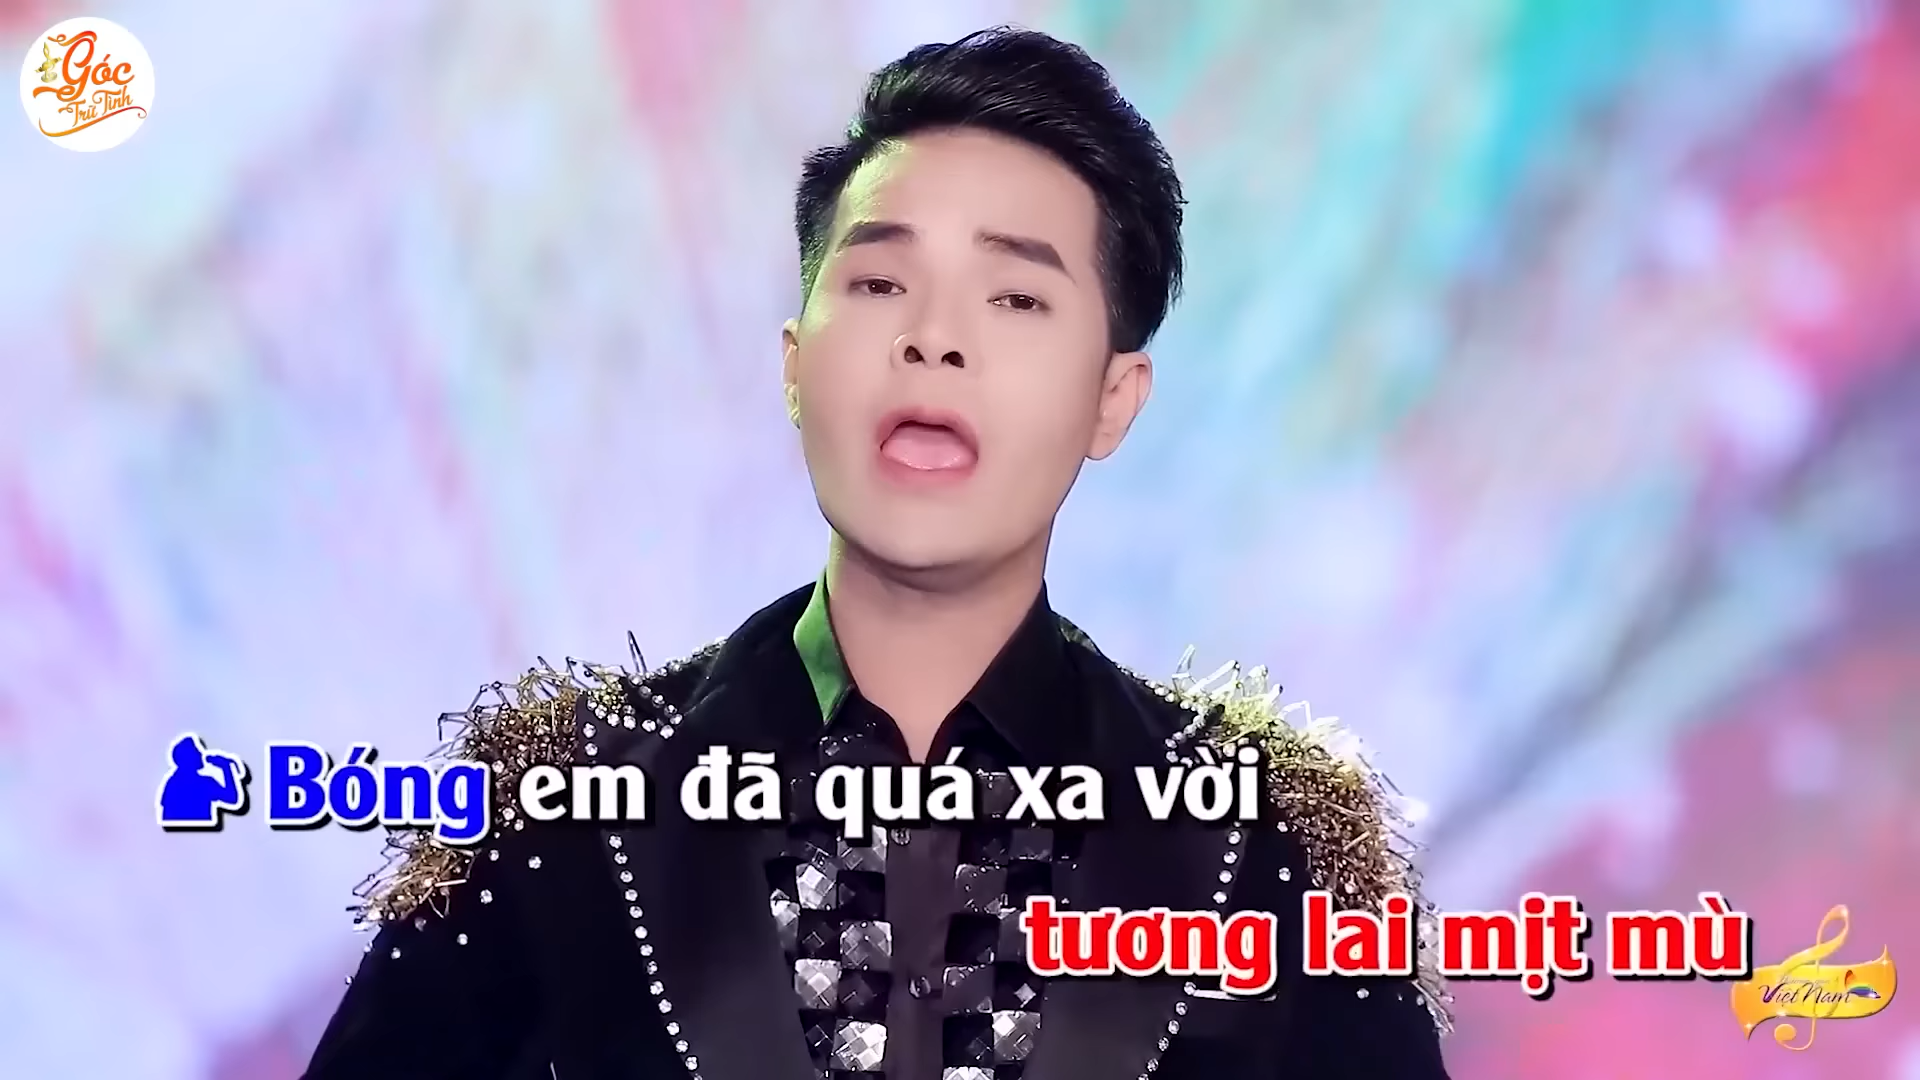 Góc
Trữ Tình
Bóng em đã quá xa vời
tương lai mịt mù
Việt Nam